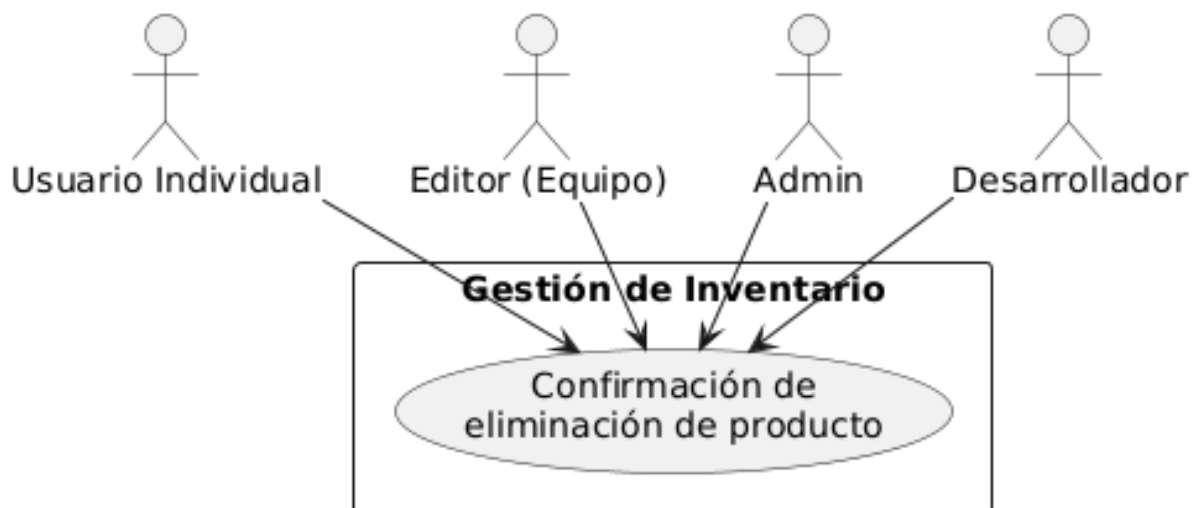 Usuario Individual
Editor (Equipo)
Admin
Desarrollador
Gestión de Inventario
Confirmación de
eliminación de producto